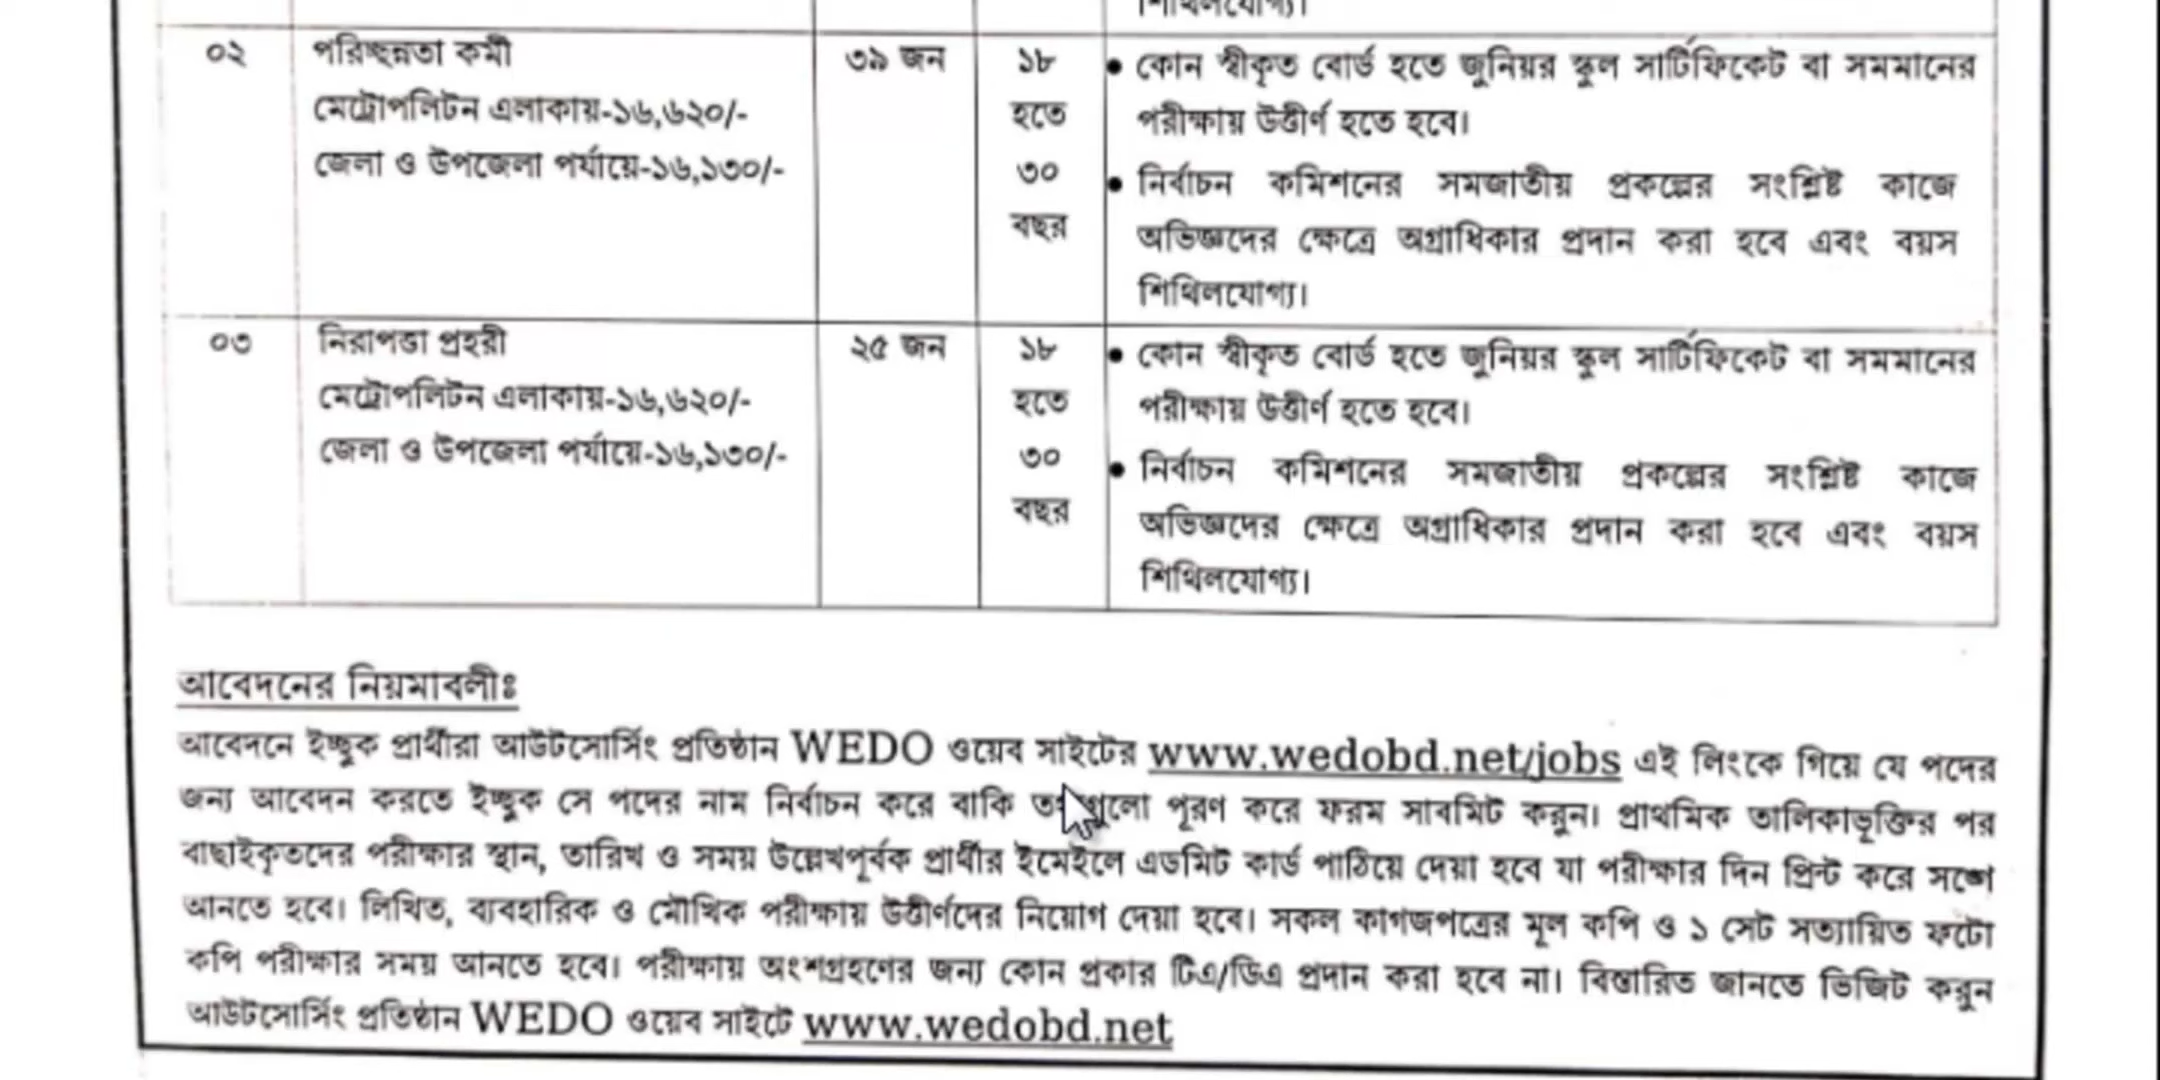 শিথিলযোগ্য।
০২ পরিচ্ছন্নতা কর্মী ৩৯ জন ১৮ • কোন স্বীকৃত বোর্ড হতে জুনিয়র স্কুল সার্টিফিকেট বা সমমানের
মেট্রোপলিটন এলাকায়-১৬,৬২০/- হতে পরীক্ষায় উত্তীর্ণ হতে হবে।
জেলা ও উপজেলা পর্যায়ে-১৬,১৩০/- ৩০ • নির্বাচন কমিশনের সমজাতীয় প্রকল্পের সংশ্লিষ্ট কাজে
বছর অভিজ্ঞদের ক্ষেত্রে অগ্রাধিকার প্রদান করা হবে এবং বয়স
শিথিলযোগ্য।
০৩ নিরাপত্তা প্রহরী ২৫ জন ১৮ • কোন স্বীকৃত বোর্ড হতে জুনিয়র স্কুল সার্টিফিকেট বা সমমানের
মেট্রোপলিটন এলাকায়-১৬,৬২০/- হতে পরীক্ষায় উত্তীর্ণ হতে হবে।
জেলা ও উপজেলা পর্যায়ে-১৬,১৩০/- ৩০ • নির্বাচন কমিশনের সমজাতীয় প্রকল্পের সংশ্লিষ্ট কাজে
বছর অভিজ্ঞদের ক্ষেত্রে অগ্রাধিকার প্রদান করা হবে এবং বয়স
শিথিলযোগ্য।
আবেদনের নিয়মাবলীঃ
আবেদনে ইচ্ছুক প্রার্থীরা আউটসোর্সিং প্রতিষ্ঠান WEDO ওয়েব সাইটের www.wedobd.net/jobs এই লিংকে গিয়ে যে পদের
জন্য আবেদন করতে ইচ্ছুক সে পদের নাম নির্বাচন করে বাকি পূরণ করে ফরম সাবমিট করুন। প্রাথমিক তালিকাভূক্তির পর
বাছাইকৃতদের পরীক্ষার স্থান, তারিখ ও সময় উল্লেখপূর্বক প্রার্থীর ইমেইলে এডমিট কার্ড পাঠিয়ে দেয়া হবে যা পরীক্ষার দিন প্রিন্ট করে সঙ্গে
আনতে হবে। লিখিত, ব্যবহারিক ও মৌখিক পরীক্ষায় উত্তীর্ণদের নিয়োগ দেয়া হবে। সকল কাগজপত্রের মূল কপি ও ১ সেট সত্যায়িত ফটো
কপি পরীক্ষার সময় আনতে হবে। পরীক্ষায় অংশগ্রহণের জন্য কোন প্রকার টিএ/ডিএ প্রদান করা হবে না। বিস্তারিত জানতে ভিজিট করুন
আউটসোর্সিং প্রতিষ্ঠান WEDO ওয়েব সাইটে www.wedobd.net